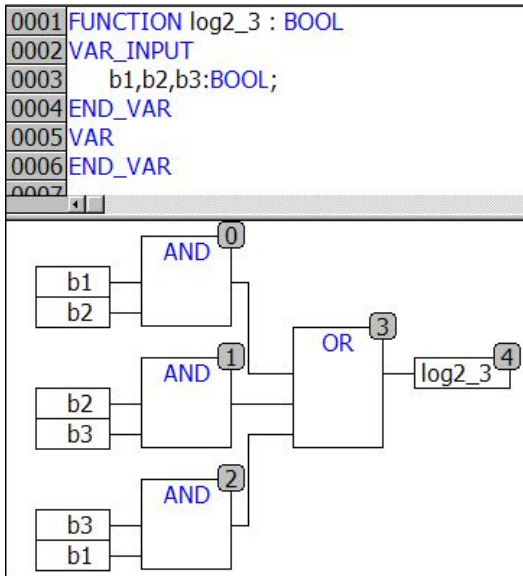 0001 FUNCTION log2_3 : BOOL
0002 VAR_INPUT
0003 b1,b2,b3:BOOL;
0004 END_VAR
0005 VAR
0006 END_VAR
0007
AND 0
b1
b2
OR 3
log2_3 4
AND 1
b2
b3
AND 2
b3
b1